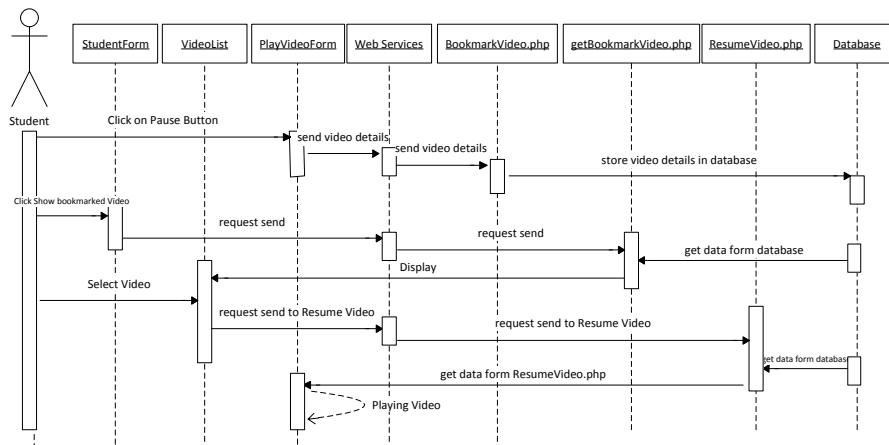 StudentForm
VideoList
PlayVideoForm
Web Services
BookmarkVideo.php
getBookmarkVideo.php
ResumeVideo.php
Database
Student
Click on Pause Button
send video details
send video details
store video details in database
Click Show bookmarked Video
request send
request send
get data form database
Display
Select Video
request send to Resume Video
request send to Resume Video
get data form database
get data form ResumeVideo.php
Playing Video